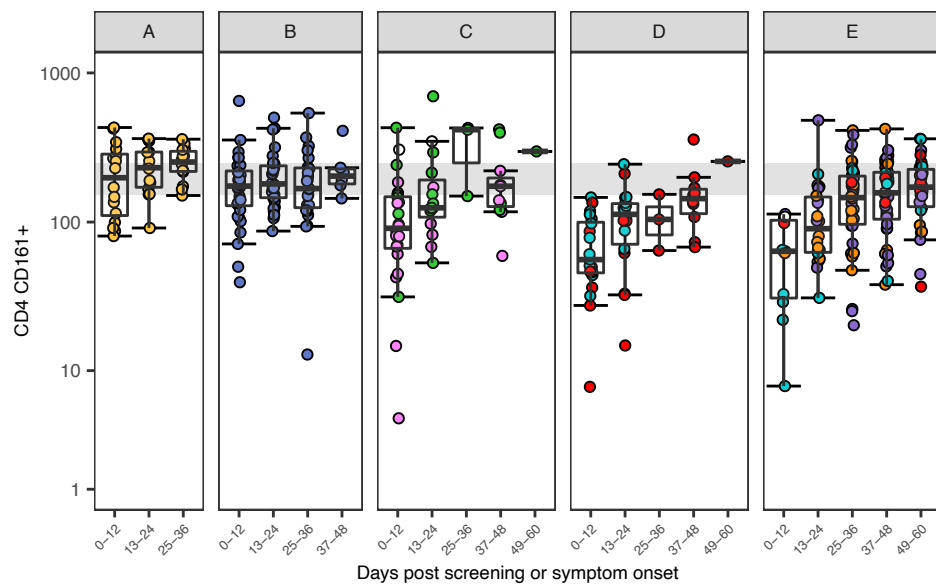 A B C D E
1000
100
10
1
CD4 CD161+
0−12 13−24 25−36 0−12 13−24 25−36 37−48 0−12 13−24 25−36 37−48 49−60 0−12 13−24 25−36 37−48 49−60 0−12 13−24 25−36 37−48 49−60
Days post screening or symptom onset